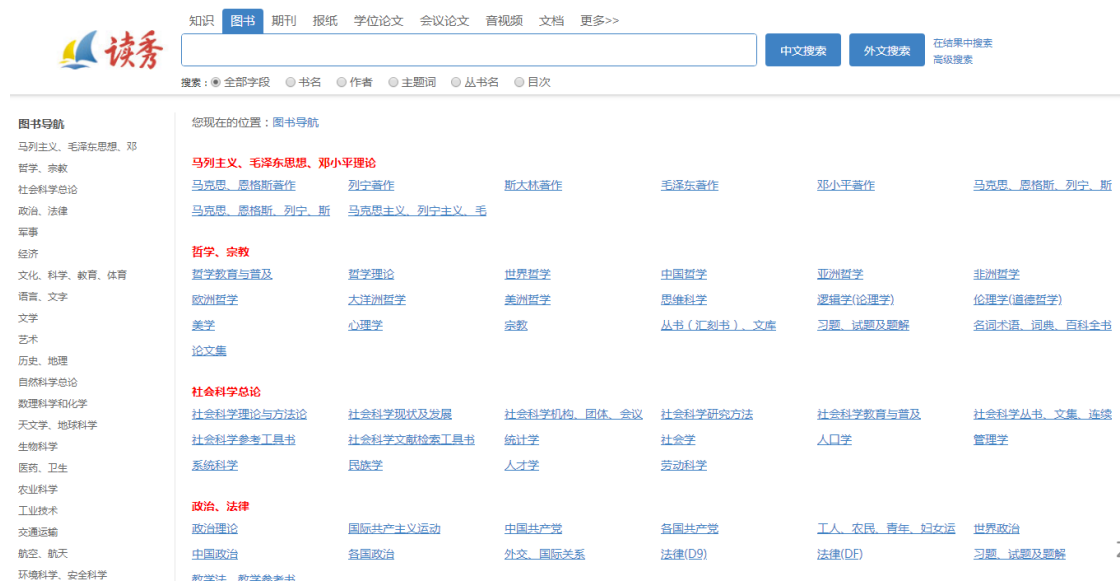 知识 图书 期刊 报纸 学位论文 会议论文 音视频 文档 更多>>
读秀
中文搜索 外文搜索 在结果中搜索
高级搜索
搜索： 全部字段 书名 作者 主题词 丛书名 目次
图书导航
马列主义、毛泽东思想、邓
哲学、宗教
社会科学总论
政治、法律
军事
经济
文化、科学、教育、体育
语言、文字
文学
艺术
历史、地理
自然科学总论
数理科学和化学
天文学、地球科学
生物科学
医药、卫生
农业科学
工业技术
交通运输
航空、航天
环境科学、安全科学
您现在的位置：图书导航
马列主义、毛泽东思想、邓小平理论
马克思、恩格斯著作 列宁著作 斯大林著作 毛泽东著作 邓小平著作 马克思、恩格斯、列宁、斯
马克思、恩格斯、列宁、斯 马克思主义、列宁主义、毛
哲学、宗教
哲学教育与普及 哲学理论 世界哲学 中国哲学 亚洲哲学 非洲哲学
欧洲哲学 大洋洲哲学 美洲哲学 思维科学 逻辑学(论理学) 伦理学(道德哲学)
美学 心理学 宗教 丛书（汇刻书）、文库 习题、试题及题解 名词术语、词典、百科全书
论文集
社会科学总论
社会科学理论与方法论 社会科学现状及发展 社会科学机构、团体、会议 社会科学研究方法 社会科学教育与普及 社会科学丛书、文集、连续
社会科学参考工具书 社会科学文献检索工具书 统计学 社会学 人口学 管理学
系统科学 民族学 人才学 劳动科学
政治、法律
政治理论 国际共产主义运动 中国共产党 各国共产党 工人、农民、青年、妇女运 世界政治
中国政治 各国政治 外交、国际关系 法律(D9) 法律(DF) 习题、试题及题解
教学法、教学参考书